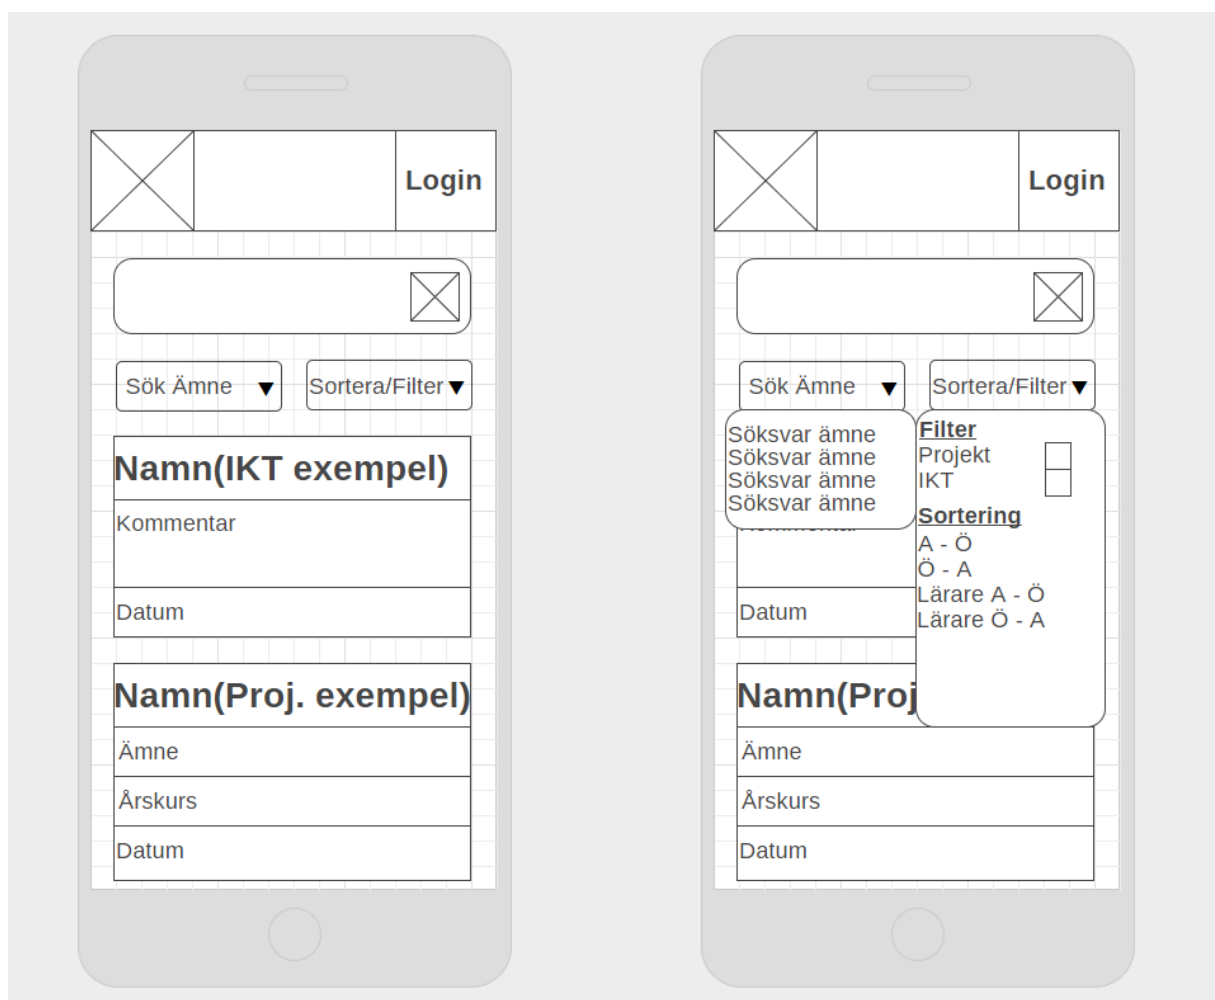 Login
Sök Ämne ▼
Sortera/Filter ▼
Namn(IKT exempel)
Kommentar
Datum
Namn(Proj. exempel)
Ämne
Årskurs
Datum
Login
Sök Ämne ▼
Sortera/Filter ▼
Söksvar ämne
Söksvar ämne
Söksvar ämne
Söksvar ämne
Filter
Projekt
IKT
Sortering
A - Ö
Ö - A
Lärare A - Ö
Lärare Ö - A
Datum
Namn(Proj
Ämne
Årskurs
Datum